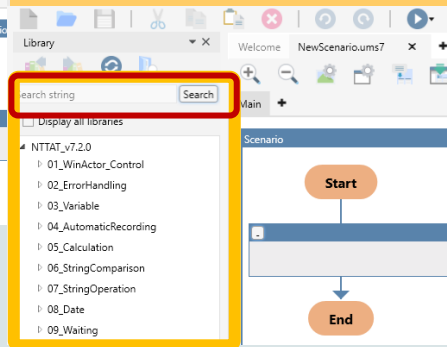 Library
Welcome NewScenario.ums7
earch string Search
Main
Display all libraries
Scenario
NTTAT_v7.2.0
01_WinActor_Control
02_ErrorHandling
03_Variable
04_AutomaticRecording
05_Calculation
06_StringComparison
07_StringOperation
08_Date
09_Waiting
Start
End